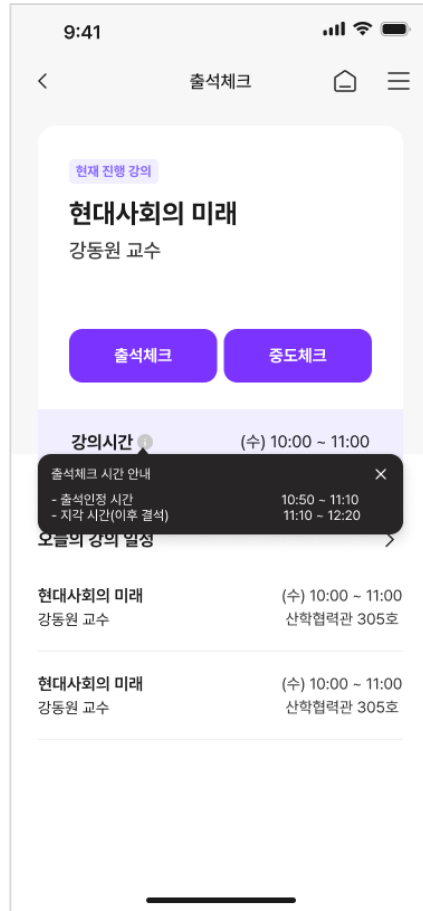 9:41
출석체크
현재 진행 강의
현대사회의 미래
강동원 교수
출석체크 중도체크
강의시간 (수) 10:00 ~ 11:00
출석체크 시간 안내
- 출석인정 시간 10:50 ~ 11:10
- 지각 시간(이후 결석) 11:10 ~ 12:20
오늘의 강의 일정
현대사회의 미래 (수) 10:00 ~ 11:00
강동원 교수 산학협력관 305호
현대사회의 미래 (수) 10:00 ~ 11:00
강동원 교수 산학협력관 305호